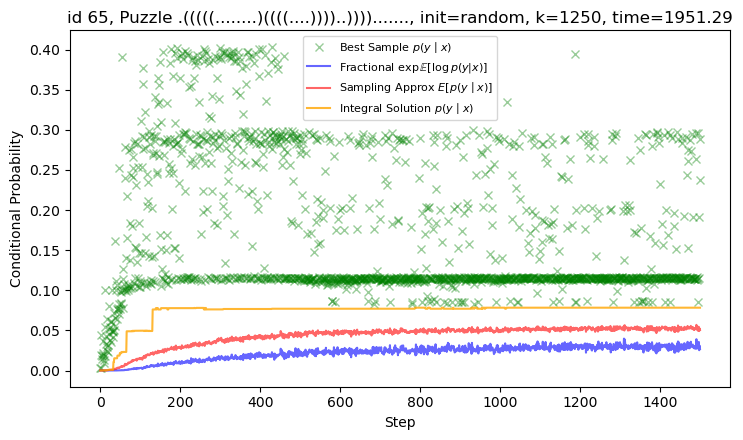 id 65, Puzzle .(((((........)((((....))))..))))......., init=random, k=1250, time=1951.29
Best Sample p(y | x)
Fractional exp𝔼[log p(y|x)]
Sampling Approx E[p(y | x)]
Integral Solution p(y | x)
Conditional Probability
0.40
0.35
0.30
0.25
0.20
0.15
0.10
0.05
0.00
0 200 400 600 800 1000 1200 1400
Step